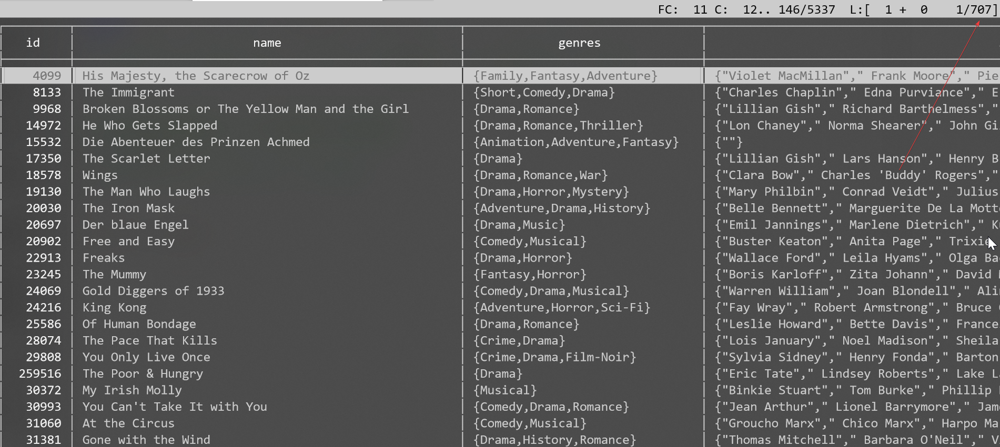 FC:  11 C:  12.. 146/5337  L:[  1 +  0    1/707]
id name genres
4099 His Majesty, the Scarecrow of Oz {Family,Fantasy,Adventure} {"Violet MacMillan"," Frank Moore"," Pie
8133 The Immigrant {Short,Comedy,Drama} {"Charles Chaplin"," Edna Purviance"," E
9968 Broken Blossoms or The Yellow Man and the Girl {Drama,Romance} {"Lillian Gish"," Richard Barthelmess","
14972 He Who Gets Slapped {Drama,Romance,Thriller} {"Lon Chaney"," Norma Shearer"," John Gi
15532 Die Abenteuer des Prinzen Achmed {Animation,Adventure,Fantasy} {""}
17350 The Scarlet Letter {Drama} {"Lillian Gish"," Lars Hanson"," Henry B
18578 Wings {Drama,Romance,War} {"Clara Bow"," Charles 'Buddy' Rogers","
19130 The Man Who Laughs {Drama,Horror,Mystery} {"Mary Philbin"," Conrad Veidt"," Julius
20030 The Iron Mask {Adventure,Drama,History} {"Belle Bennett"," Marguerite De La Mott
20697 Der blaue Engel {Drama,Music} {"Emil Jannings"," Marlene Dietrich"," K
20902 Free and Easy {Comedy,Musical} {"Buster Keaton"," Anita Page"," Trixie
22913 Freaks {Drama,Horror} {"Wallace Ford"," Leila Hyams"," Olga Ba
23245 The Mummy {Fantasy,Horror} {"Boris Karloff"," Zita Johann"," David
24069 Gold Diggers of 1933 {Comedy,Drama,Musical} {"Warren William"," Joan Blondell"," Ali
24216 King Kong {Adventure,Horror,Sci-Fi} {"Fay Wray"," Robert Armstrong"," Bruce
25586 Of Human Bondage {Drama,Romance} {"Leslie Howard"," Bette Davis"," France
28074 The Pace That Kills {Crime,Drama} {"Lois January"," Noel Madison"," Sheila
29808 You Only Live Once {Crime,Drama,Film-Noir} {"Sylvia Sidney"," Henry Fonda"," Barton
259516 The Poor & Hungry {Drama} {"Eric Tate"," Lindsey Roberts"," Lake L
30372 My Irish Molly {Musical} {"Binkie Stuart"," Tom Burke"," Phillip
30993 You Can't Take It with You {Comedy,Drama,Romance} {"Jean Arthur"," Lionel Barrymore"," Jam
31060 At the Circus {Comedy,Musical} {"Groucho Marx"," Chico Marx"," Harpo Ma
31381 Gone with the Wind {Drama,History,Romance} {"Thomas Mitchell"," Barbara O'Neil"," V